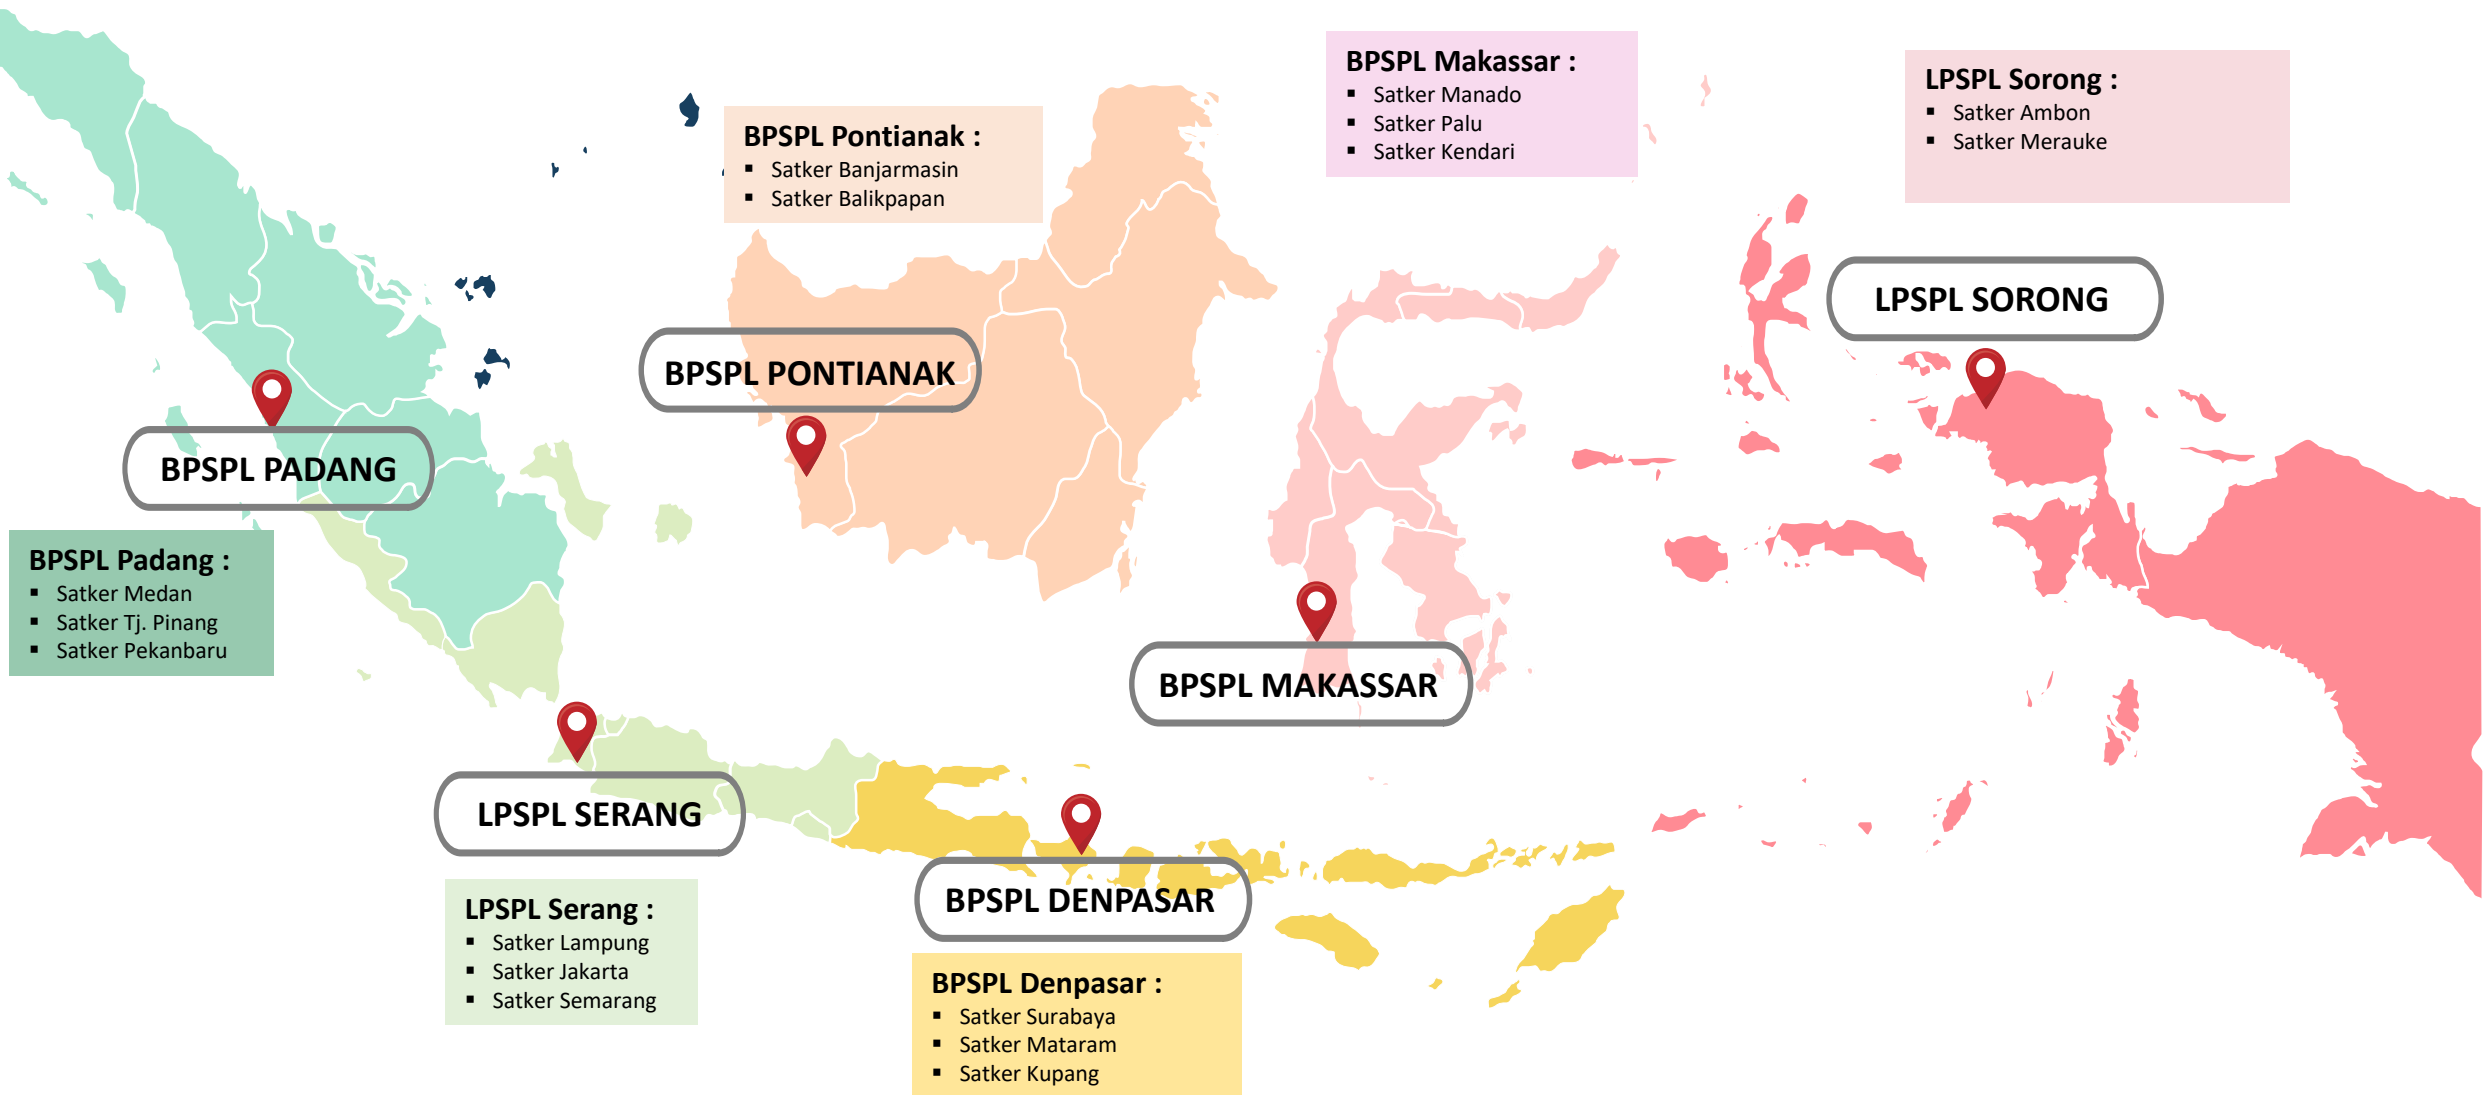 BPSPL Makassar :
▪ Satker Manado
▪ Satker Palu
▪ Satker Kendari
LPSPL Sorong :
▪ Satker Ambon
▪ Satker Merauke
BPSPL Pontianak :
▪ Satker Banjarmasin
▪ Satker Balikpapan
LPSPL SORONG
BPSPL PONTIANAK
BPSPL PADANG
BPSPL Padang :
▪ Satker Medan
▪ Satker Tj. Pinang
▪ Satker Pekanbaru
BPSPL MAKASSAR
LPSPL SERANG
LPSPL Serang :
▪ Satker Lampung
▪ Satker Jakarta
▪ Satker Semarang
BPSPL DENPASAR
BPSPL Denpasar :
▪ Satker Surabaya
▪ Satker Mataram
▪ Satker Kupang